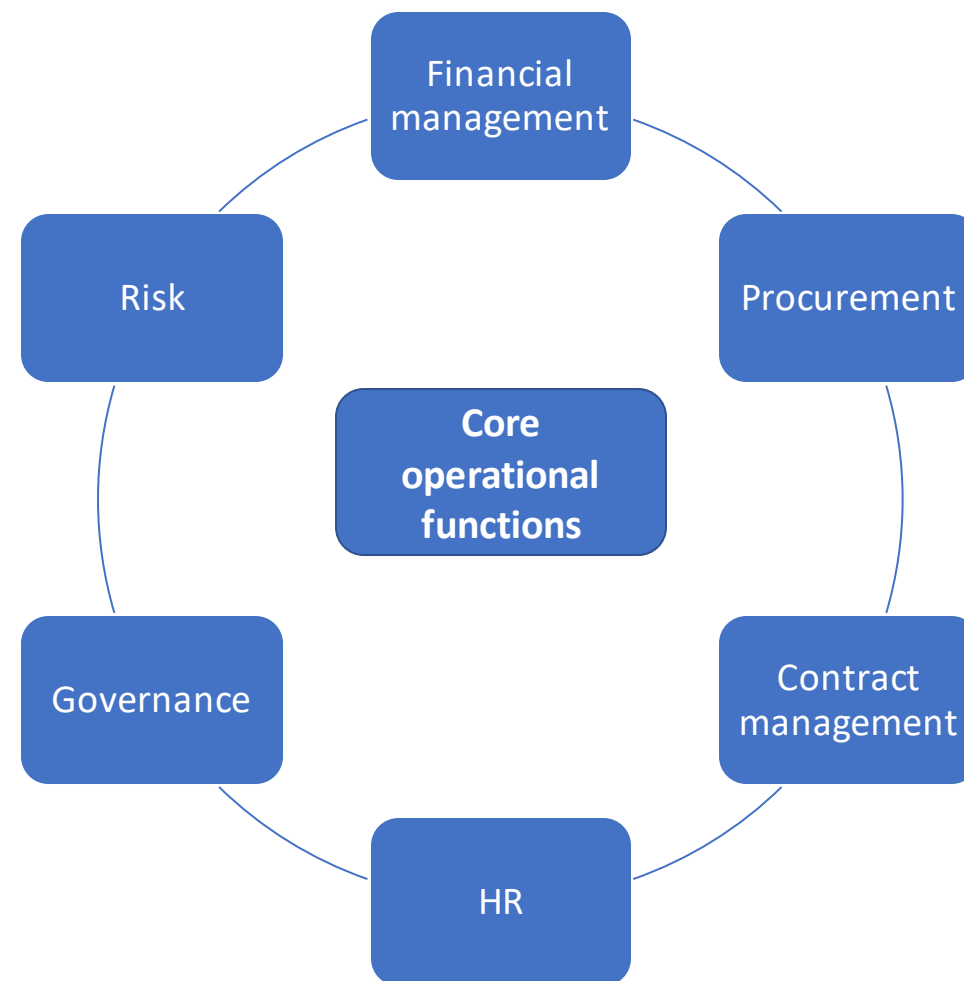 Financial
management
Risk
Procurement
Core
operational
functions
Governance
Contract
management
HR